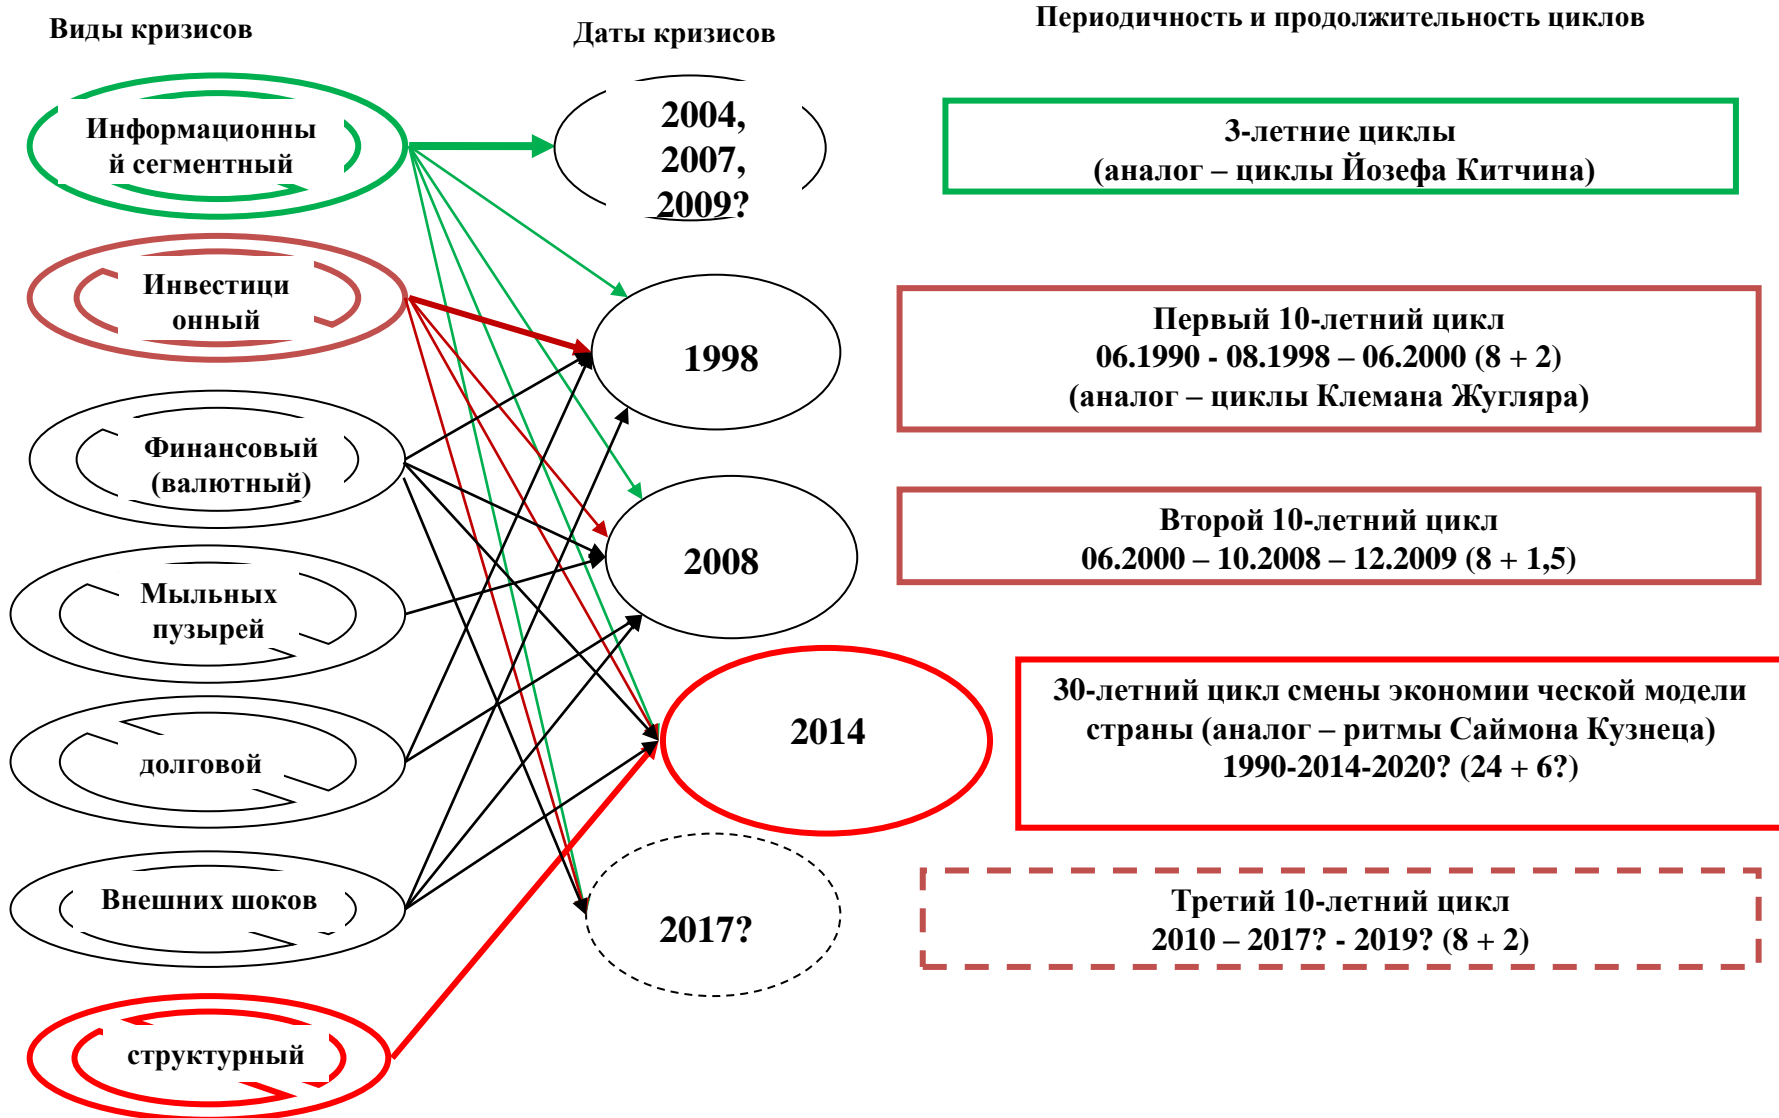 Виды кризисов
Даты кризисов
Периодичность и продолжительность циклов
Информационны
й сегментный
2004,
2007,
2009?
3-летние циклы
(аналог – циклы Йозефа Китчина)
Инвестици
онный
1998
Первый 10-летний цикл
06.1990 - 08.1998 – 06.2000 (8 + 2)
(аналог – циклы Клемана Жугляра)
Финансовый
(валютный)
2008
Второй 10-летний цикл
06.2000 – 10.2008 – 12.2009 (8 + 1,5)
Мыльных
пузырей
долговой
2014
30-летний цикл смены экономии ческой модели
страны (аналог – ритмы Саймона Кузнеца)
1990-2014-2020? (24 + 6?)
Внешних шоков
2017?
Третий 10-летний цикл
2010 – 2017? - 2019? (8 + 2)
структурный